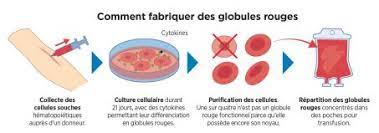 Comment fabriquer des globules rouges
Cytokines
Collecte des
cellules souches
hématopoïétiques
auprès d'un donneur.
Culture cellulaire durant
21 jours, avec des cytokines
permettant leur différenciation
en globules rouges.
Purification des cellules.
Une sur quatre n'est pas un globule
rouge fonctionnel parce qu'elle
possède encore son noyau.
Répartition des globules
rouges concentrés dans
des poches pour
transfusion.